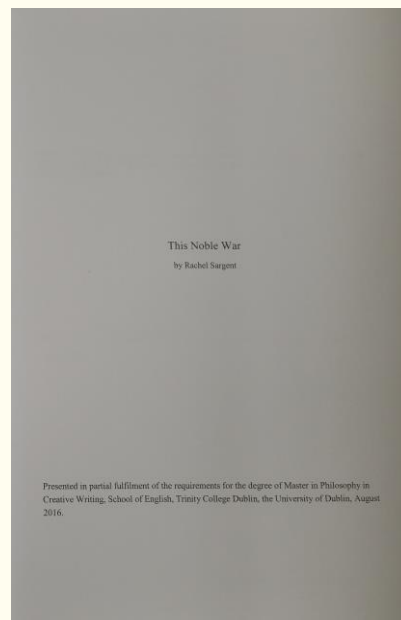 This Noble War
by Rachel Sargent
Presented in partial fulfilment of the requirements for the degree of Master in Philosophy in
Creative Writing, School of English, Trinity College Dublin, the University of Dublin, August
2016.